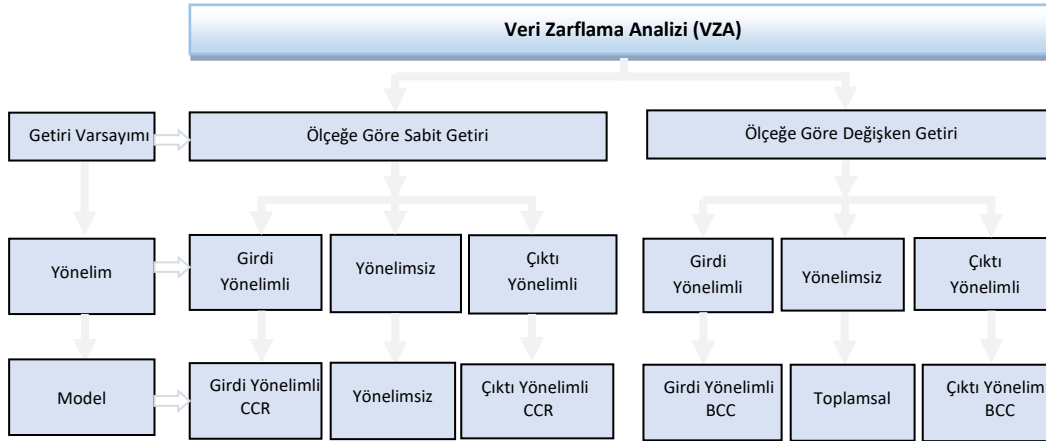 Veri Zarflama Analizi (VZA)
Getiri Varsayımı
Ölçeğe Göre Sabit Getiri
Ölçeğe Göre Değişken Getiri
Yönelim
Girdi
Yönelimli
Yönelimsiz
Çıktı
Yönelimli
Girdi
Yönelimli
Yönelimsiz
Çıktı
Yönelimli
Model
Girdi Yönelimli
CCR
Yönelimsiz
Çıktı Yönelimli
CCR
Girdi Yönelimli
BCC
Toplamsal
Çıktı Yönelim
BCC